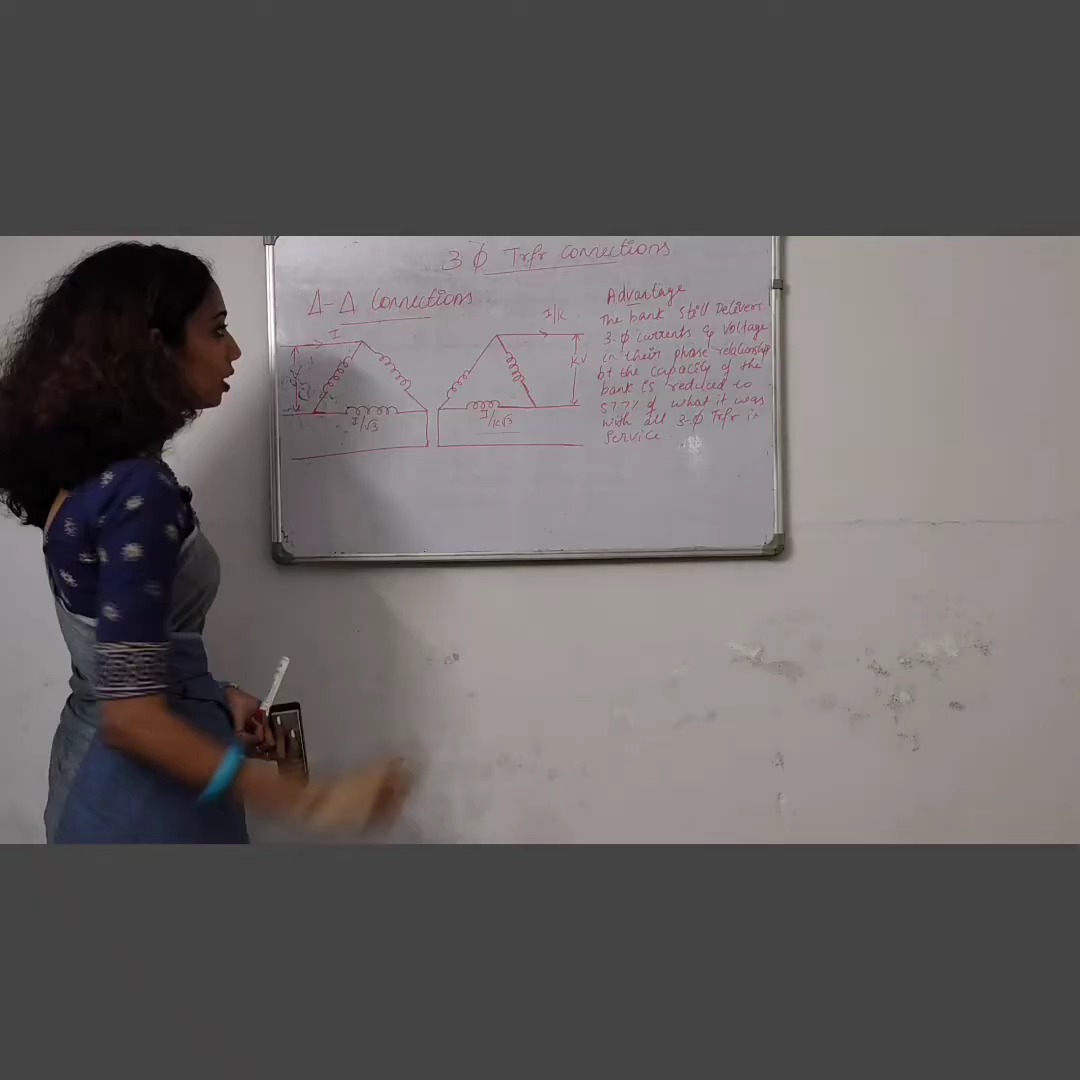 3 Φ Trfr Connections
Δ-Δ Connections
I
I/√3
I/K
KV
I/K√3
Advantage
The bank Still Delivers
3-Φ currents & Voltage
in their phase relationship
bt the capacity of the
bank is reduced to
57.7% of what it was
with all 3-Φ Trfr in
Service.